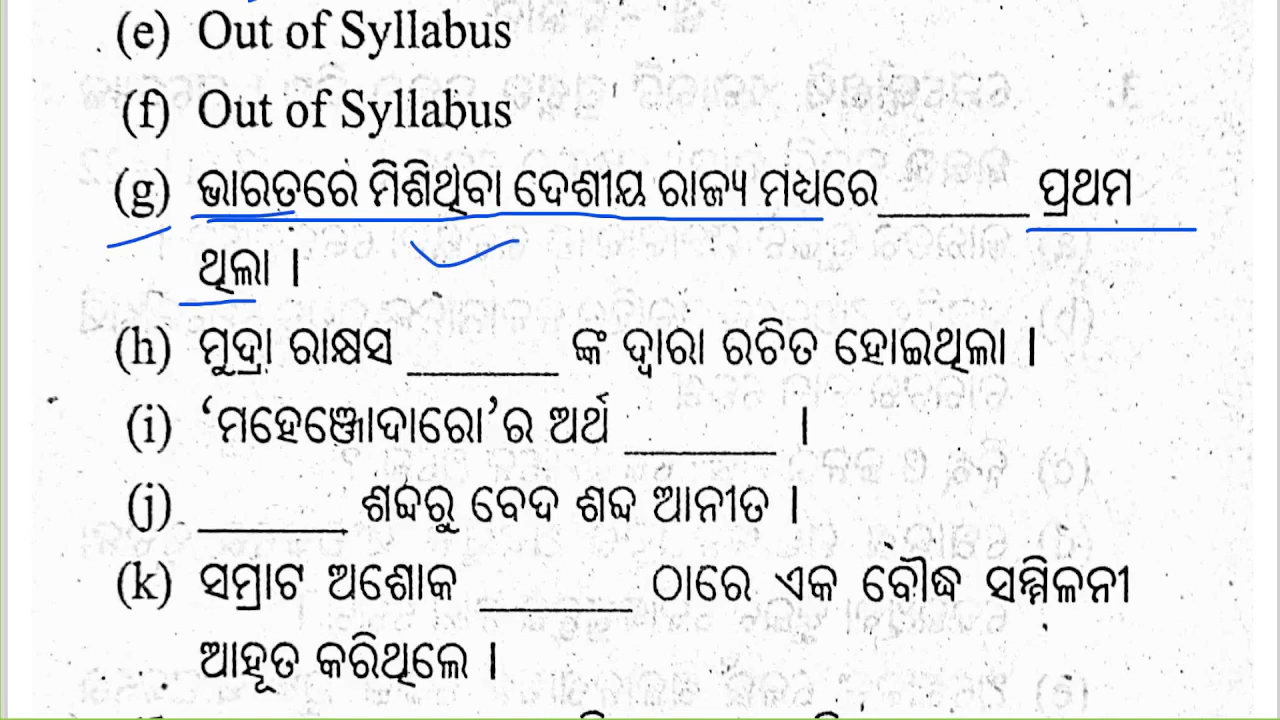 (e) Out of Syllabus
(f) Out of Syllabus
(g) ଭାରତରେ ମିଶିଥିବା ଦେଶୀୟ ରାଜ୍ୟ ମଧ୍ୟରେ_______ ପ୍ରଥମ
ଥିଲା ।
(h) ମୁଦ୍ରା ରାକ୍ଷସ _______ ଙ୍କ ଦ୍ୱାରା ରଚିତ ହୋଇଥିଲା ।
(i) ‘ମହେଞ୍ଜୋଦାରୋ’ର ଅର୍ଥ _______ ।
(j) _______ ଶବ୍ଦରୁ ବେଦ ଶବ୍ଦ ଆନୀତ ।
(k) ସମ୍ରାଟ ଅଶୋକ _______ ଠାରେ ଏକ ବୌଦ୍ଧ ସମ୍ମିଳନୀ
ଆହୂତ କରିଥିଲେ ।